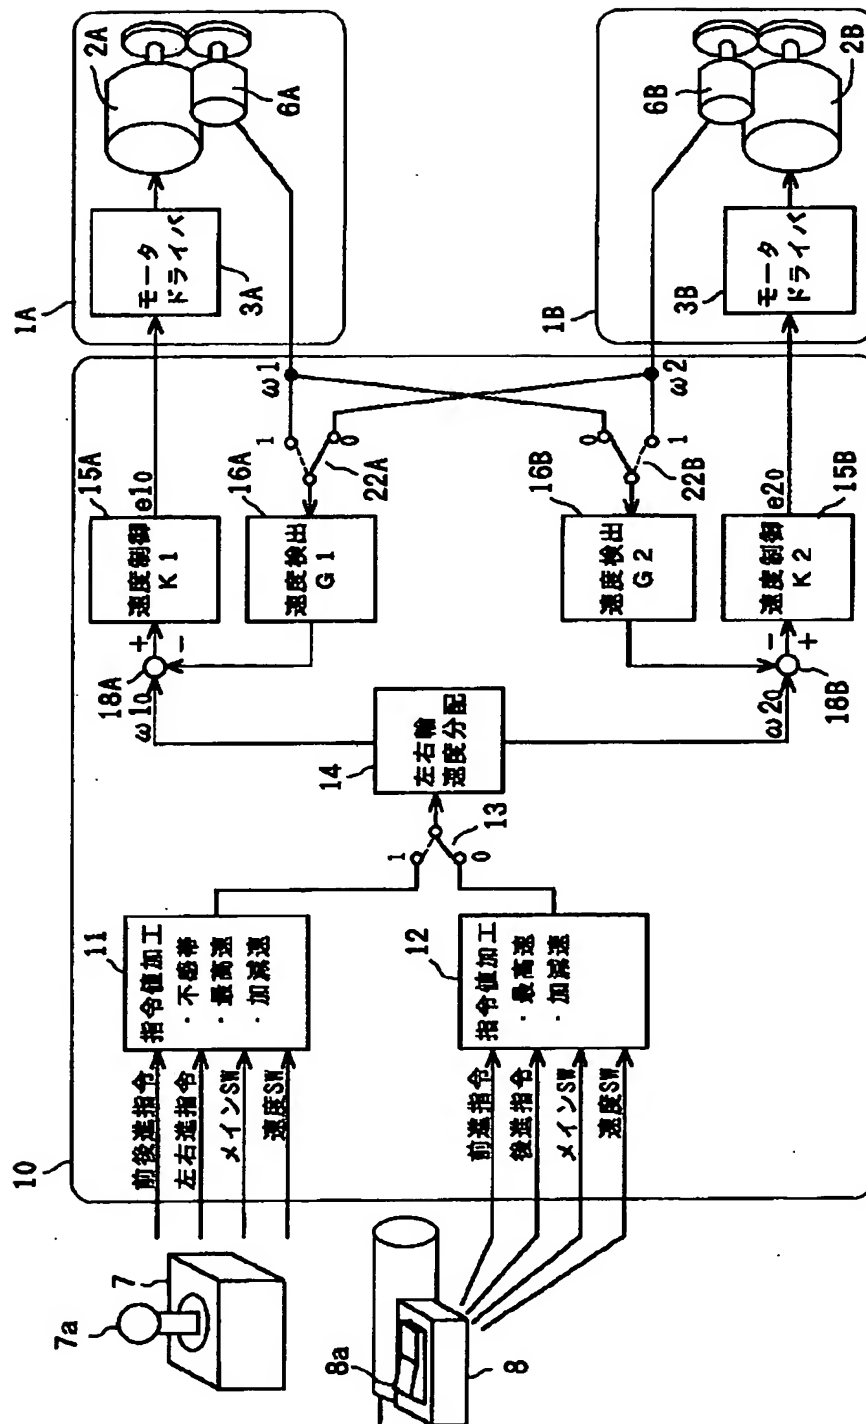 10
7a
7
前後進指令
左右進指令
メインSW
速度SW
11
指令値加工
・不感帯
・最高速
・加減速
8a
8
前進指令
後進指令
メインSW
速度SW
12
指令値加工
・最高速
・加減速
1
0
13
14
左右輪
速度分配
ω1o
18A
+
-
15A
速度制御
K1
e1o
16A
速度検出
G1
22A
1
0
ω1
ω2o
18B
-
+
16B
速度検出
G2
22B
0
1
ω2
15B
速度制御
K2
e2o
1A
モータ
ドライバ
3A
2A
6A
1B
モータ
ドライバ
3B
6B
2B